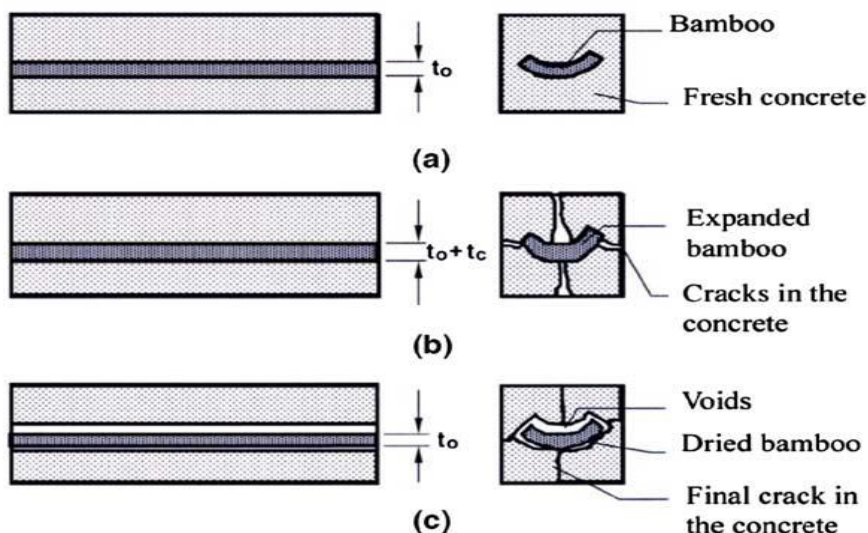 tₒ
Bamboo
Fresh concrete
(a)
tₒ + t꜀
Expanded
bamboo
Cracks in the
concrete
(b)
tₒ
Voids
Dried bamboo
Final crack in
the concrete
(c)